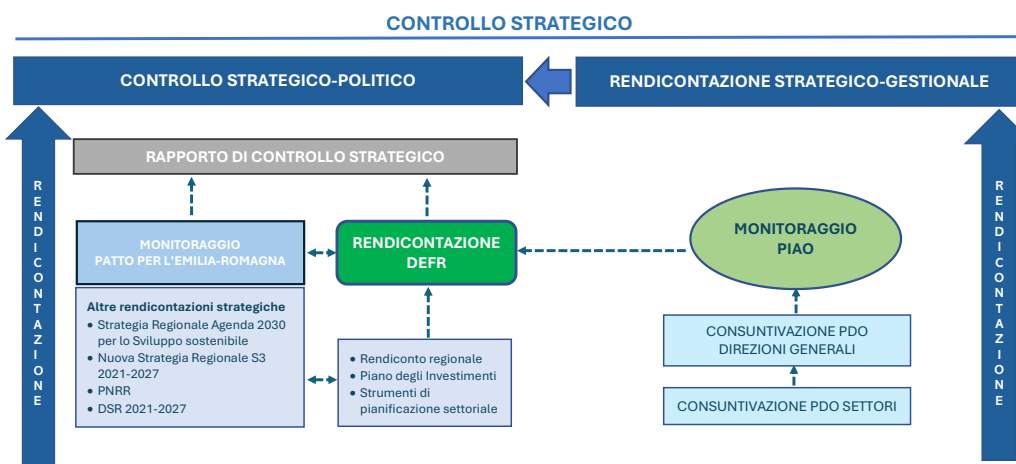 CONTROLLO STRATEGICO
CONTROLLO STRATEGICO-POLITICO
RENDICONTAZIONE STRATEGICO-GESTIONALE
RENDICONTAZIONE
RAPPORTO DI CONTROLLO STRATEGICO
MONITORAGGIO
PATTO PER L'EMILIA-ROMAGNA
RENDICONTAZIONE
DEFR
MONITORAGGIO
PIAO
Altre rendicontazioni strategiche
• Strategia Regionale Agenda 2030
per lo Sviluppo sostenibile
• Nuova Strategia Regionale S3
2021-2027
• PNRR
• DSR 2021-2027
• Rendiconto regionale
• Piano degli Investimenti
• Strumenti di
pianificazione settoriale
CONSUNTIVAZIONE PDO
DIREZIONI GENERALI
CONSUNTIVAZIONE PDO SETTORI
RENDICONTAZIONE